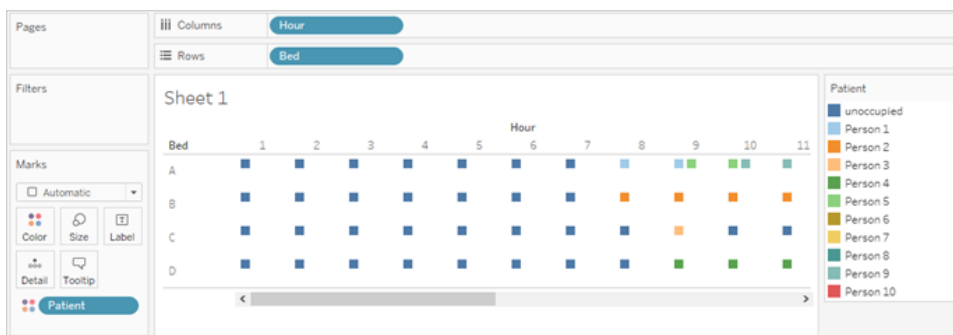 Pages
Columns
Hour
Rows
Bed
Filters
Marks
Automatic
Color
Size
Label
Detail
Tooltip
Patient
Sheet 1
Hour
Bed 1 2 3 4 5 6 7 8 9 10 11
A
B
C
D
Patient
unoccupied
Person 1
Person 2
Person 3
Person 4
Person 5
Person 6
Person 7
Person 8
Person 9
Person 10